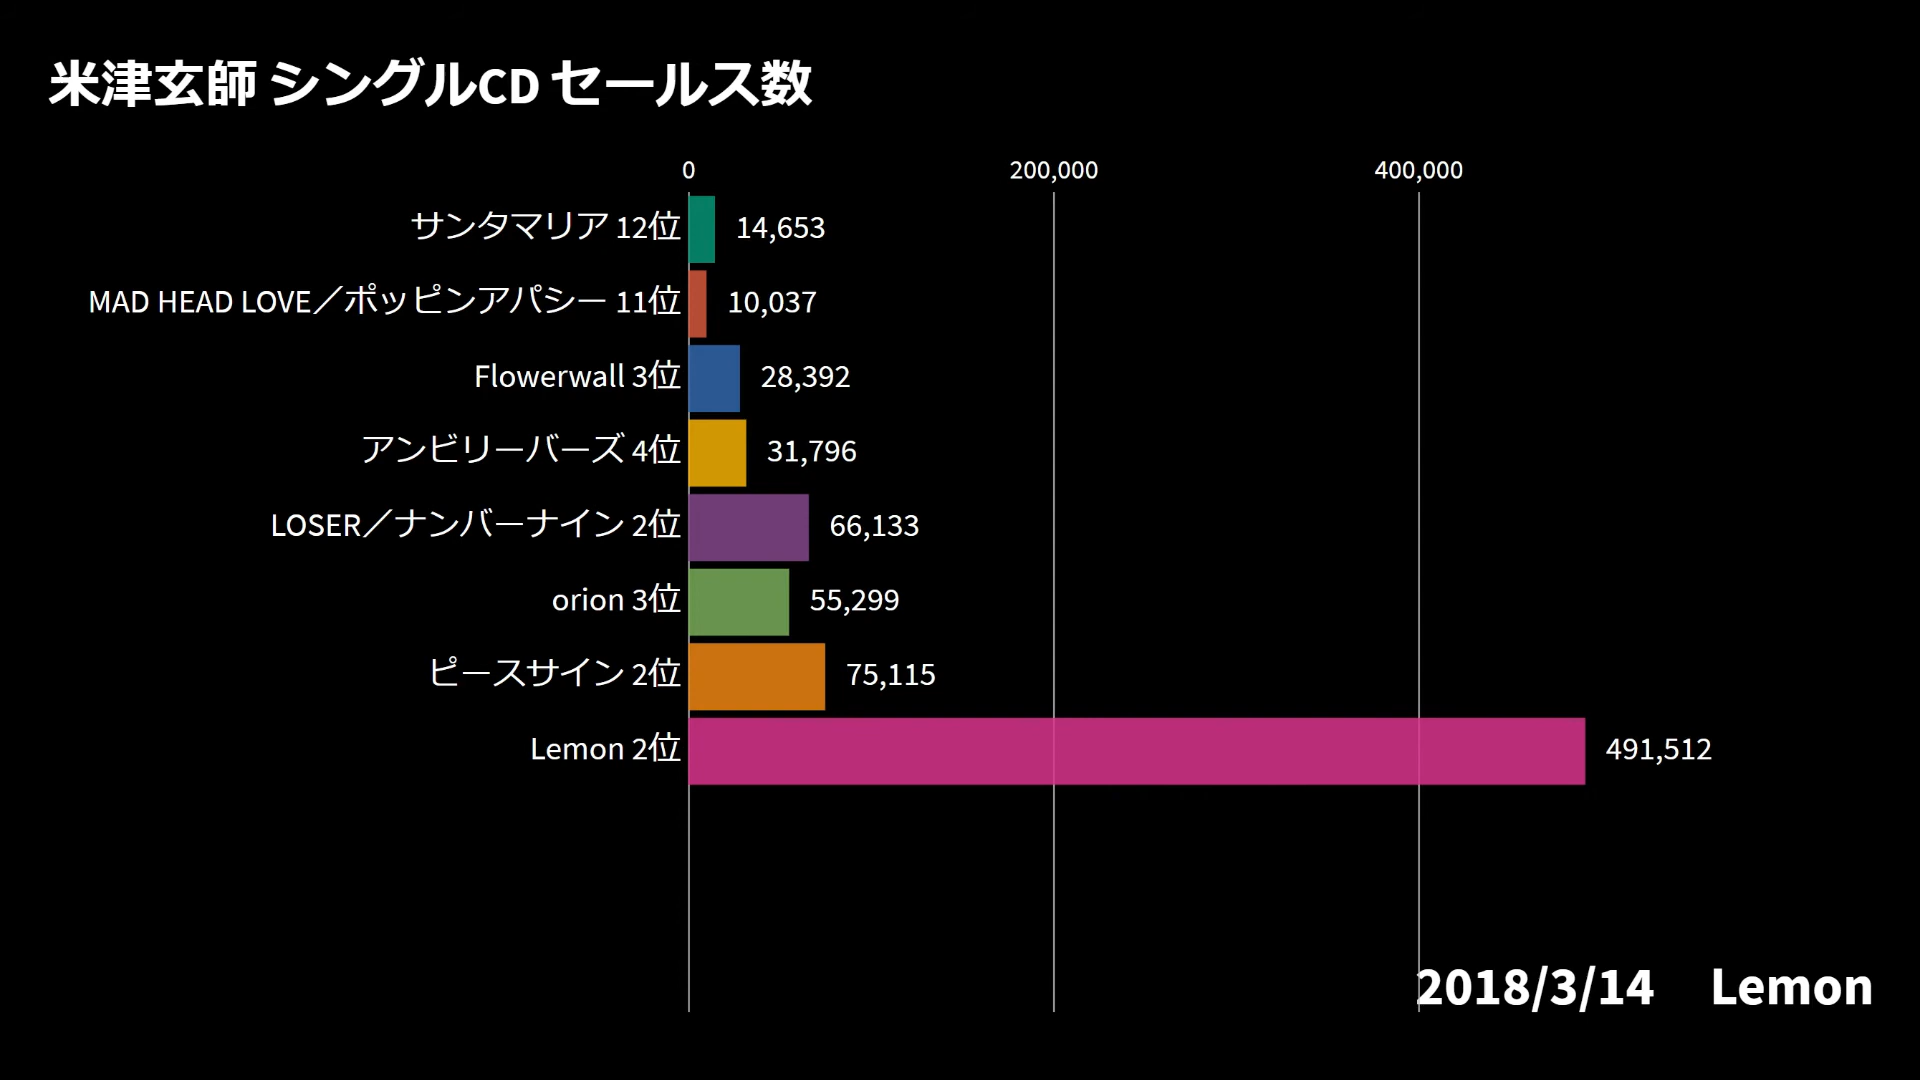 米津玄師 シングルCD セールス数
0 200,000 400,000
サンタマリア 12位 14,653
MAD HEAD LOVE／ポッピンアパシー 11位 10,037
Flowerwall 3位 28,392
アンビリーバーズ 4位 31,796
LOSER／ナンバーナイン 2位 66,133
orion 3位 55,299
ピースサイン 2位 75,115
Lemon 2位 491,512
2018/3/14 Lemon